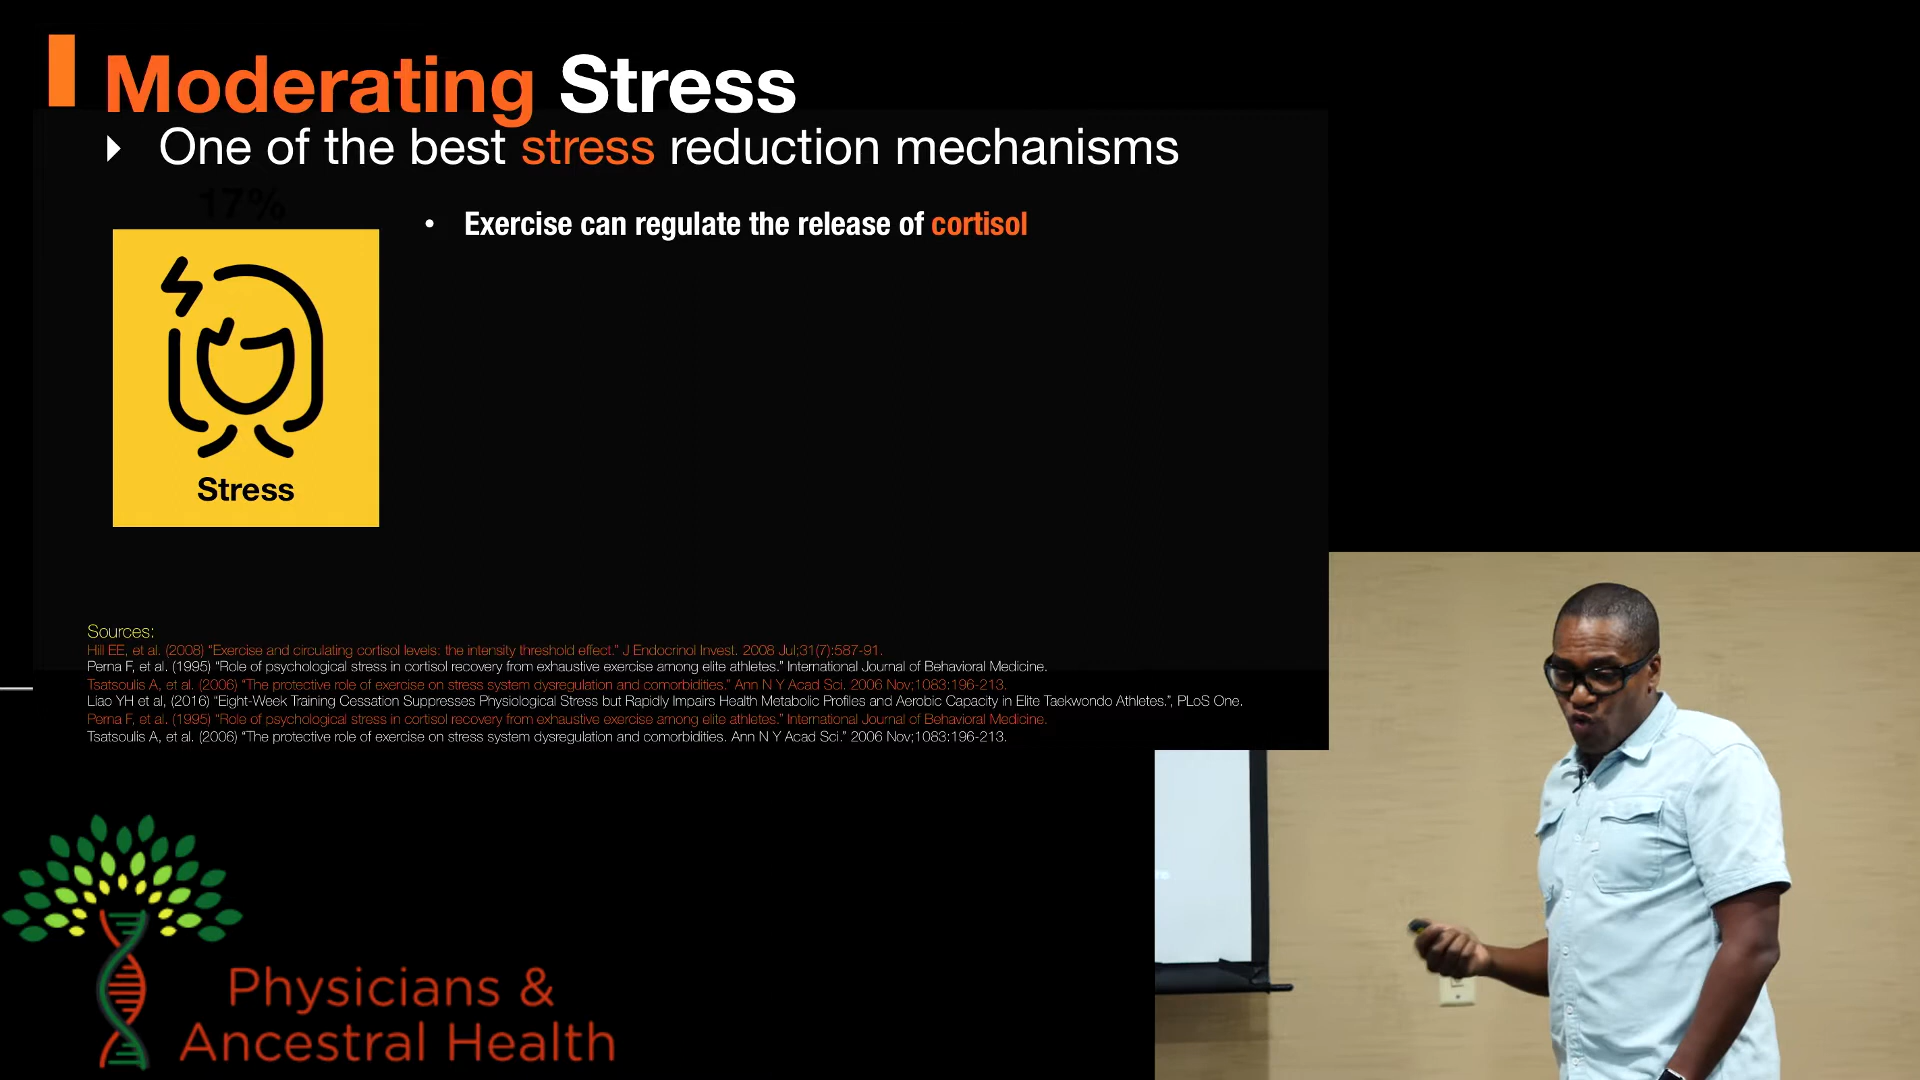 Moderating Stress
One of the best stress reduction mechanisms
17%
• Exercise can regulate the release of cortisol
Stress
Sources:
Hill EE, et al. (2008) “Exercise and circulating cortisol levels: the intensity threshold effect.” J Endocrinol Invest. 2008 Jul;31(7):587-91.
Perna F, et al. (1995) “Role of psychological stress in cortisol recovery from exhaustive exercise among elite athletes.” International Journal of Behavioral Medicine.
Tsatsoulis A, et al. (2006) “The protective role of exercise on stress system dysregulation and comorbidities.” Ann N Y Acad Sci. 2006 Nov;1083:196-213.
Liao YH et al, (2016) “Eight-Week Training Cessation Suppresses Physiological Stress but Rapidly Impairs Health Metabolic Profiles and Aerobic Capacity in Elite Taekwondo Athletes.”, PLoS One.
Perna F, et al. (1995) “Role of psychological stress in cortisol recovery from exhaustive exercise among elite athletes.” International Journal of Behavioral Medicine.
Tsatsoulis A, et al. (2006) “The protective role of exercise on stress system dysregulation and comorbidities. Ann N Y Acad Sci.” 2006 Nov;1083:196-213.
Physicians &
Ancestral Health